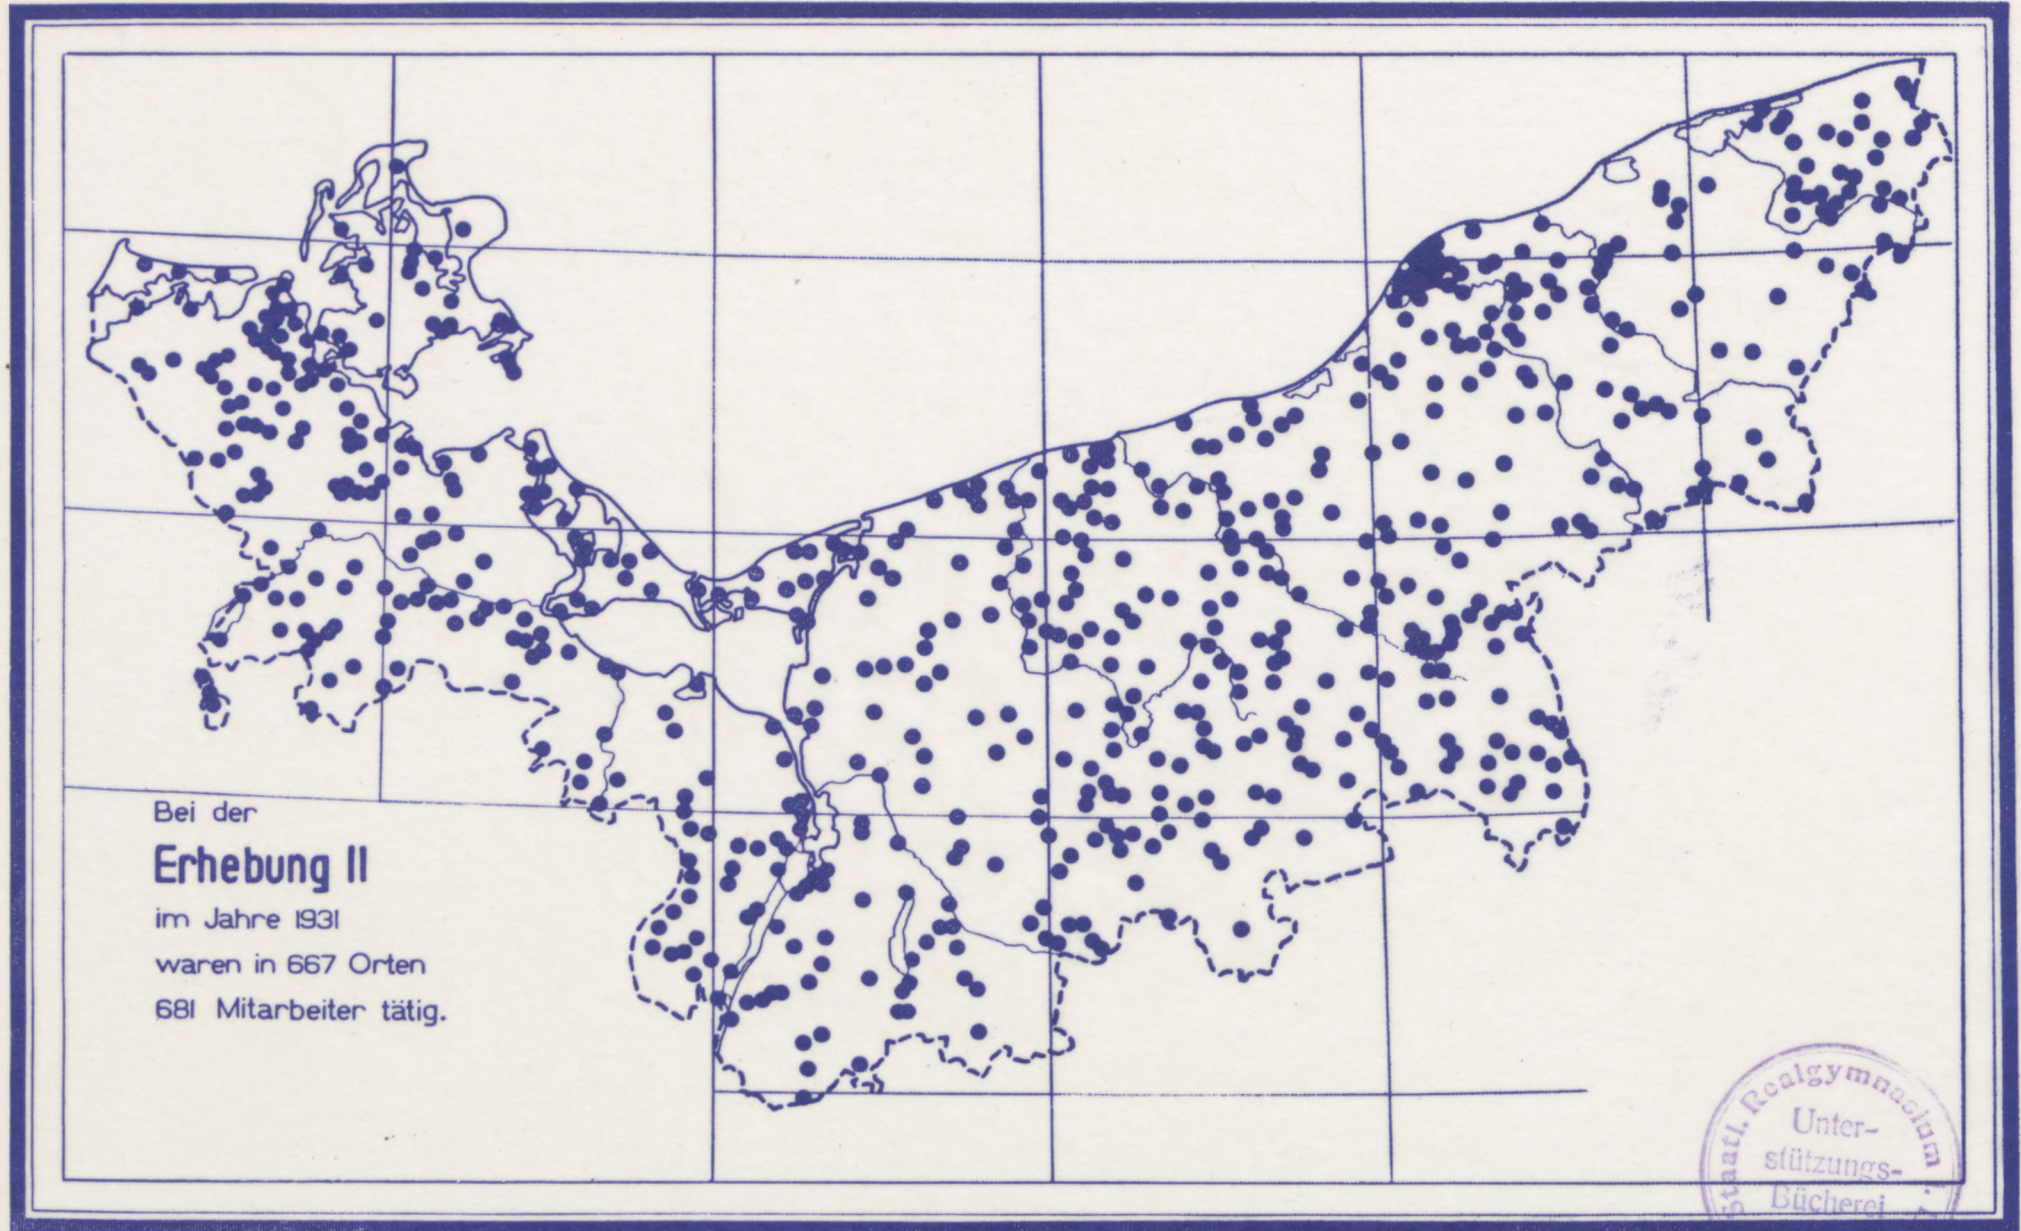 Bei der
Erhebung II
im Jahre 1931
waren in 667 Orten
681 Mitarbeiter tätig.
Staatl. Realgymnasium
Unter-
stützungs-
Bücherei